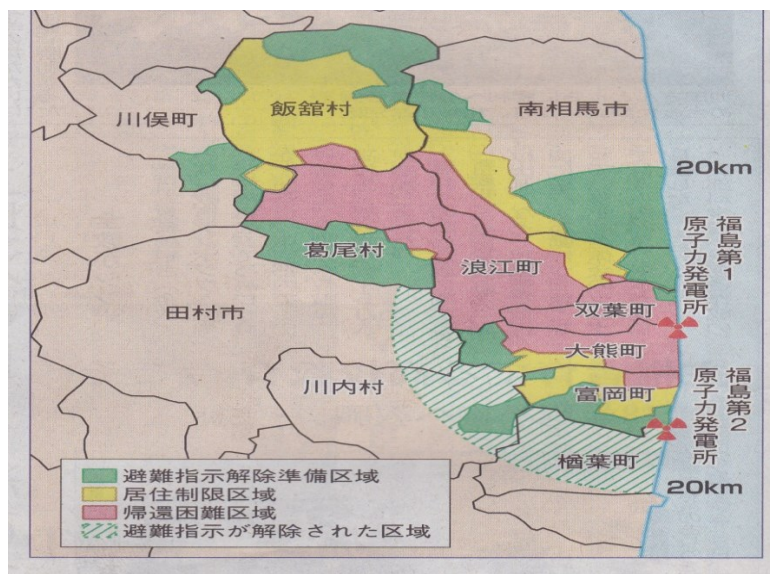 飯舘村
川俣町
南相馬市
20km
福島第1
原子力発電所
葛尾村
浪江町
田村市
双葉町
大熊町
川内村
富岡町
福島第2
原子力発電所
楢葉町
20km
避難指示解除準備区域
居住制限区域
帰還困難区域
避難指示が解除された区域